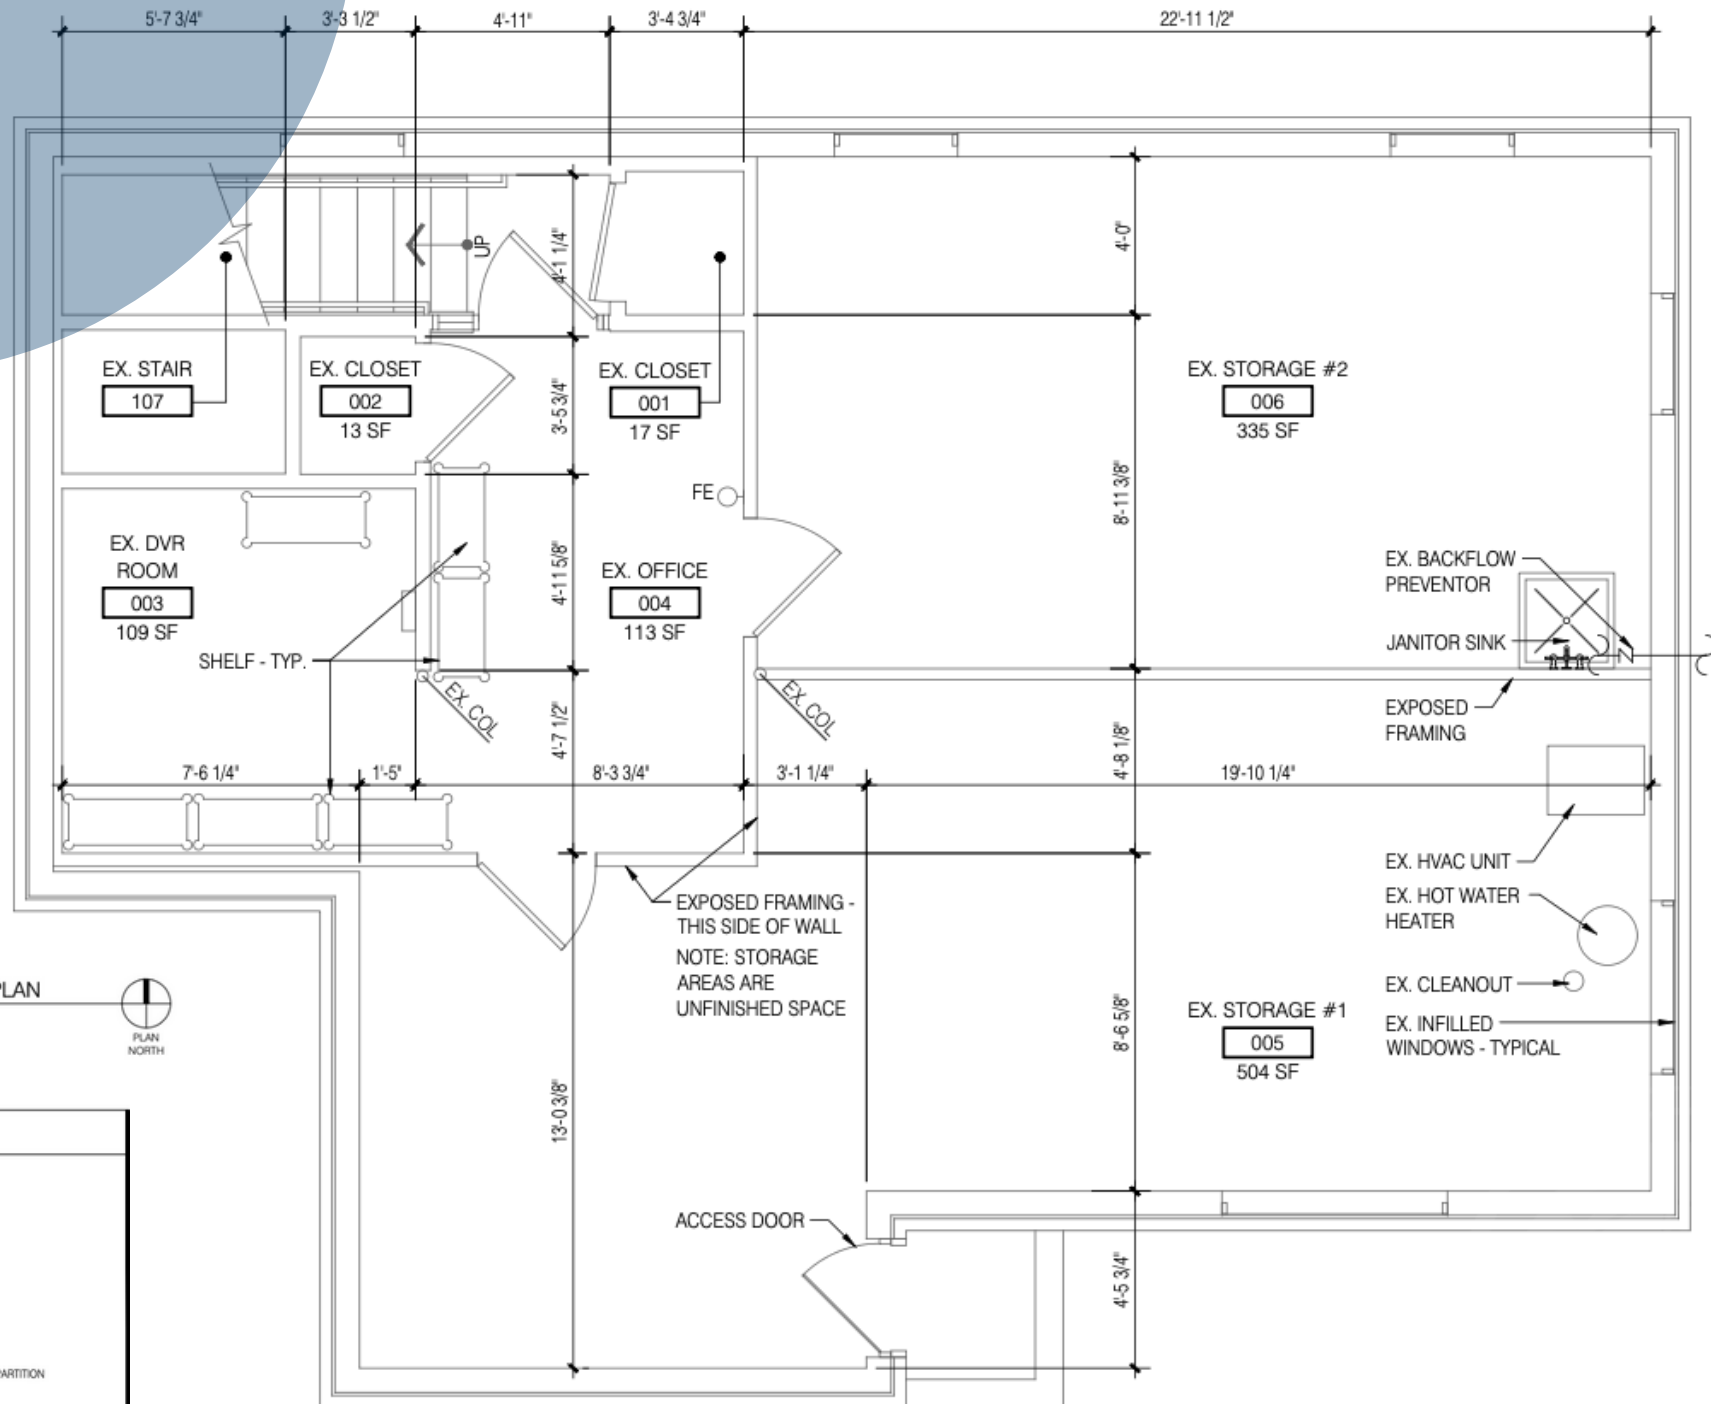 5'-7 3/4"
3'-3 1/2"
4'-11"
3'-4 3/4"
22'-11 1/2"
UP
4'-1 1/4"
4'-0"
EX. STAIR
107
EX. CLOSET
002
13 SF
3'-5 3/4"
EX. CLOSET
001
17 SF
EX. STORAGE #2
006
335 SF
8'-11 3/8"
FE
EX. DVR
ROOM
003
109 SF
4'-11 5/8"
EX. OFFICE
004
113 SF
EX. BACKFLOW
PREVENTOR
JANITOR SINK
SHELF - TYP.
EX. COL
EX. COL
4'-7 1/2"
4'-8 1/8"
EXPOSED
FRAMING
7'-6 1/4"
1'-5"
8'-3 3/4"
3'-1 1/4"
19'-10 1/4"
EX. HVAC UNIT
EX. HOT WATER
HEATER
EXPOSED FRAMING -
THIS SIDE OF WALL
NOTE: STORAGE
AREAS ARE
UNFINISHED SPACE
EX. CLEANOUT
EX. INFILLED
WINDOWS - TYPICAL
PLAN
PLAN
NORTH
EX. STORAGE #1
005
504 SF
8'-6 5/8"
13'-0 3/8"
ACCESS DOOR
4'-5 3/4"
PARTITION